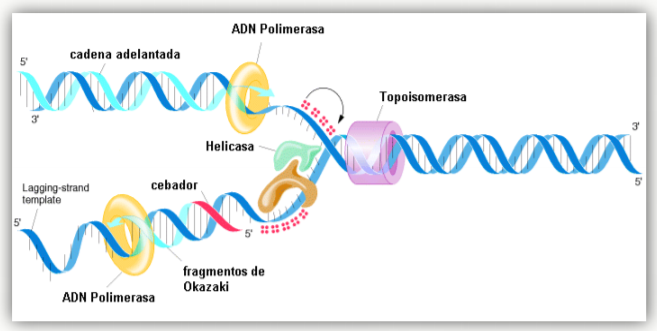 ADN Polimerasa
cadena adelantada
5'
3'
Topoisomerasa
3'
5'
Helicasa
Lagging-strand
template
cebador
5'
5'
fragmentos de
Okazaki
ADN Polimerasa